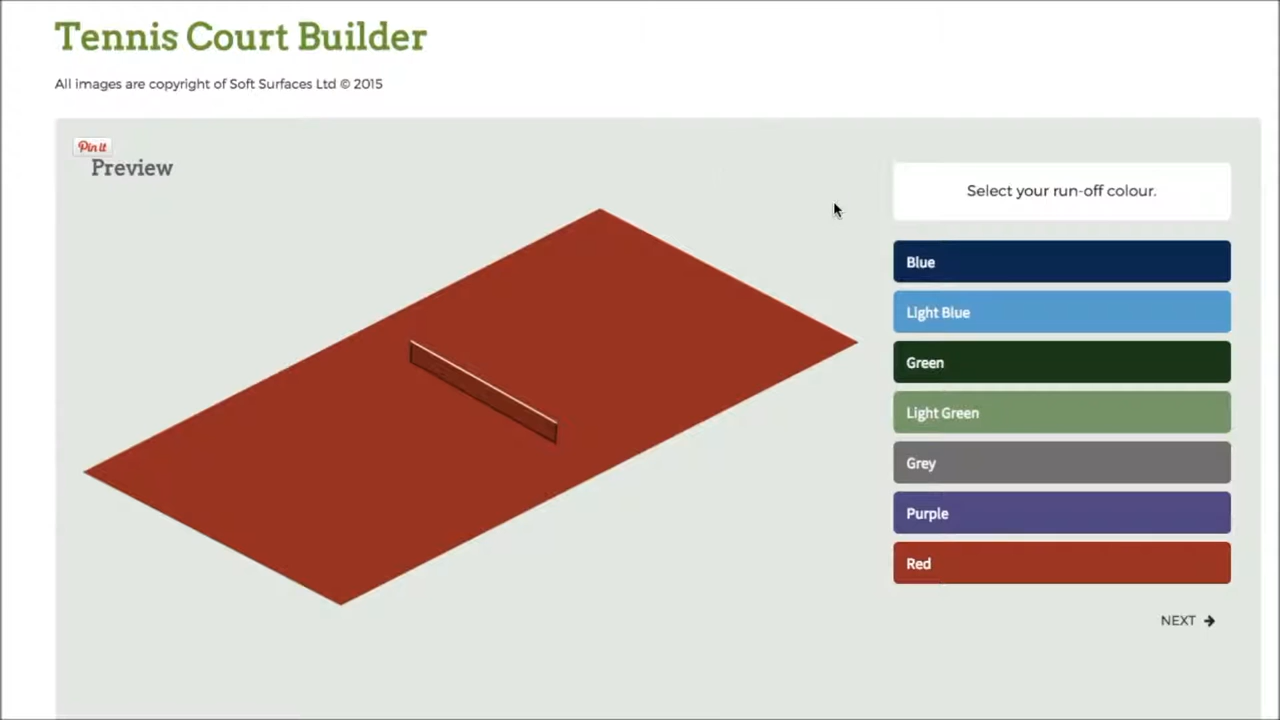 Tennis Court Builder
All images are copyright of Soft Surfaces Ltd © 2015
Pin it
Preview
Select your run-off colour.
Blue
Light Blue
Green
Light Green
Grey
Purple
Red
NEXT